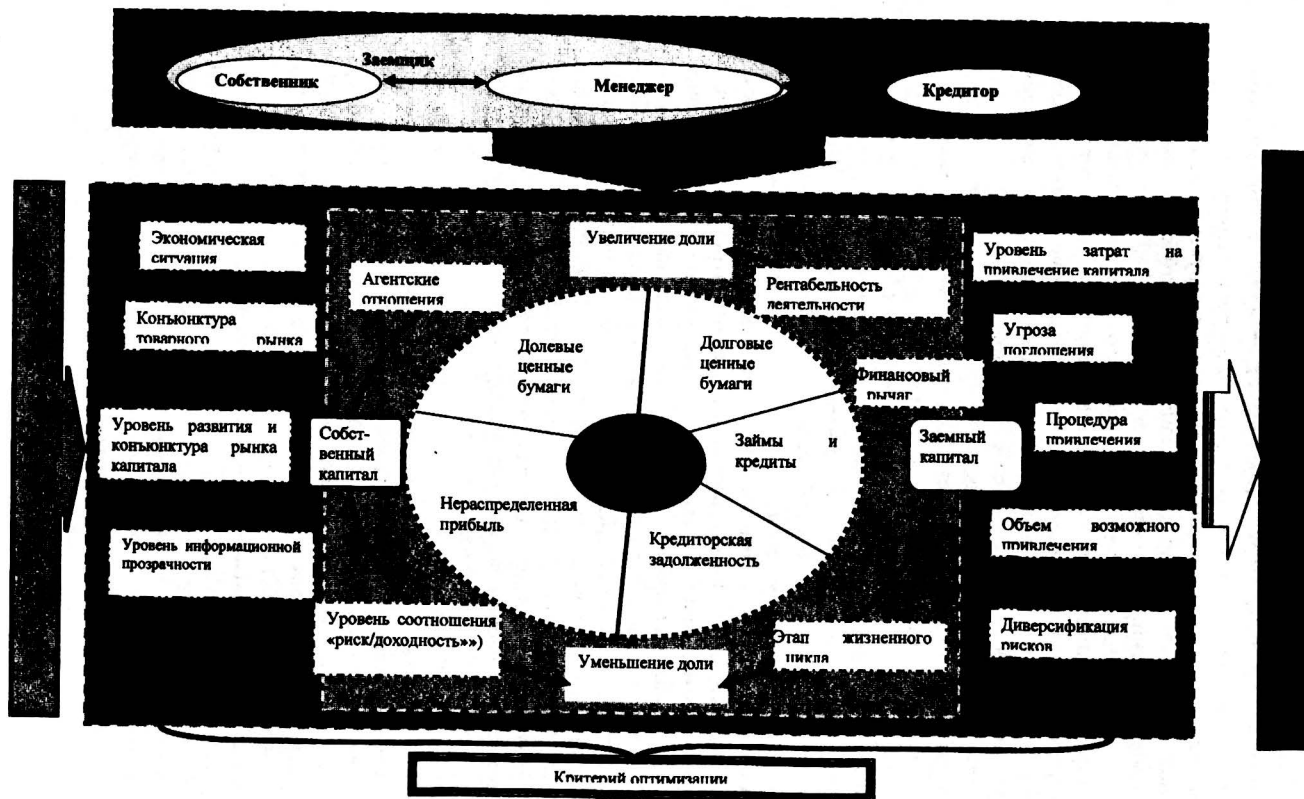 Заемщик
Собственник
Менеджер
Кредитор
Экономическая
ситуация
Конъюнктура
товарного рынка
Уровень развития и
конъюнктура рынка
капитала
Уровень информационной
прозрачности
Агентские
отношения
Увеличение доли
Рентабельность
деятельности
Долевые
ценные
бумаги
Долговые
ценные
бумаги
Финансовый
рычаг
Собст-
венный
капитал
Займы и
кредиты
Заемный
капитал
Нераспределенная
прибыль
Кредиторская
задолженность
Уровень соотношения
«риск/доходность»»)
Уменьшение доли
Этап жизненного
цикла
Уровень затрат на
привлечение капитала
Угроза
поглощения
Процедура
привлечения
Объем возможного
привлечения
Диверсификация
рисков
Критерий оптимизации